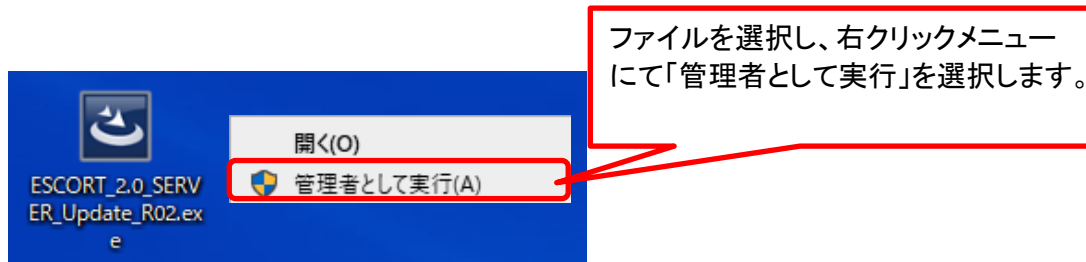 ファイルを選択し、右クリックメニュー
にて「管理者として実行」を選択します。
開く(O)
管理者として実行(A)
ESCORT_2.0_SERV
ER_Update_R02.ex
e